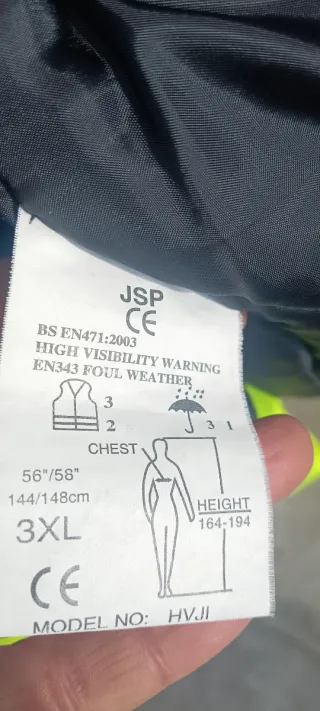 JSP
CE
BS EN471:2003
HIGH VISIBILITY WARNING
EN343 FOUL WEATHER
3
2
3 1
CHEST
56"/58"
144/148cm
3XL
HEIGHT
164-194
CE
MODEL NO: HVJI